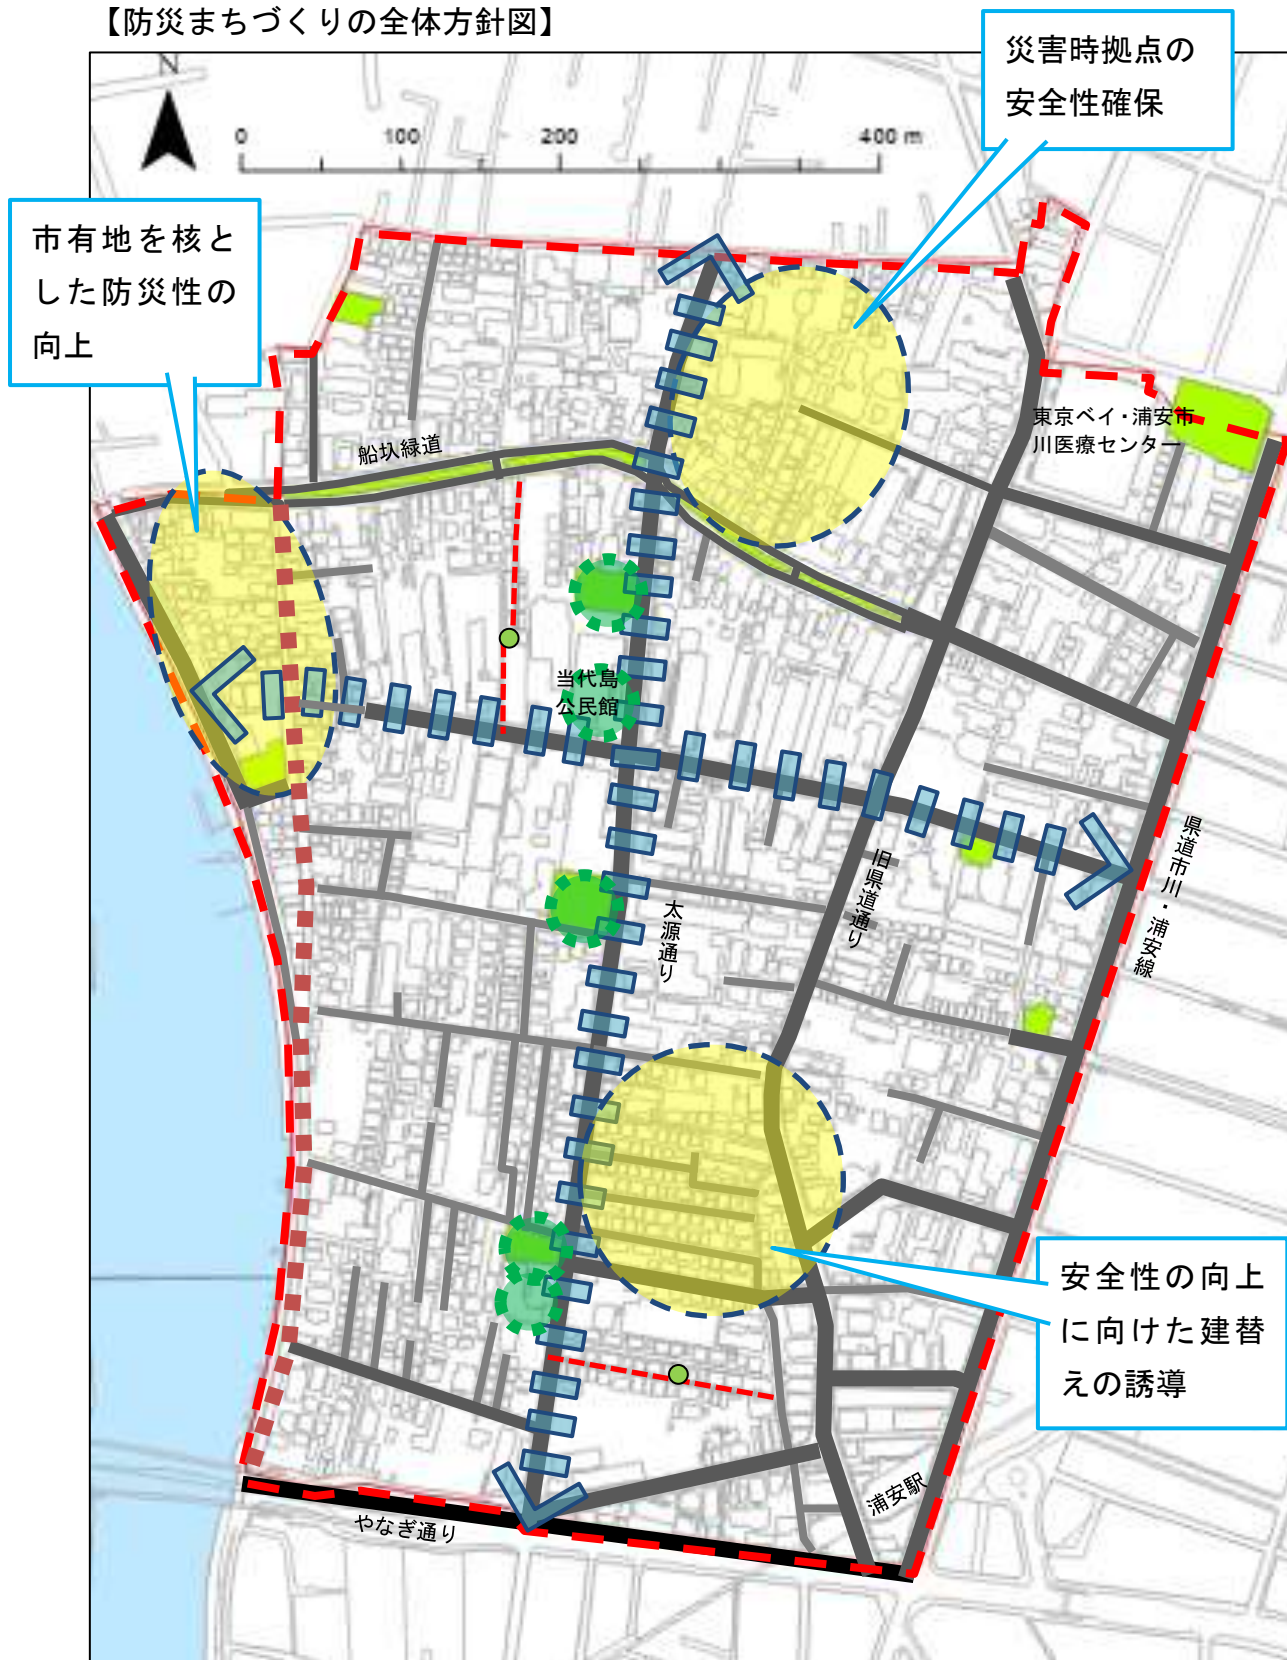 【防災まちづくりの全体方針図】
災害時拠点の
安全性確保
N
0 100 200 400 m
市有地を核と
した防災性の
向上
東京ベイ・浦安市
川医療センター
船圦緑道
当代島
公民館
県道市川・浦安線
旧県道通り
太源通り
安全性の向上
に向けた建替
えの誘導
浦安駅
やなぎ通り